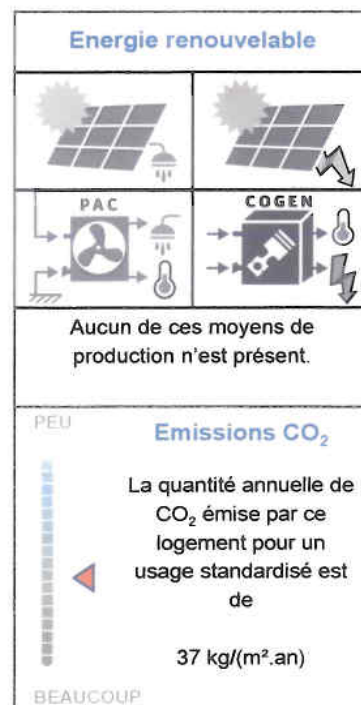 Energie renouvelable
PAC
COGEN
Aucun de ces moyens de
production n'est présent.
PEU
Emissions CO₂
La quantité annuelle de
CO₂ émise par ce
logement pour un
usage standardisé est
de
37 kg/(m².an)
BEAUCOUP